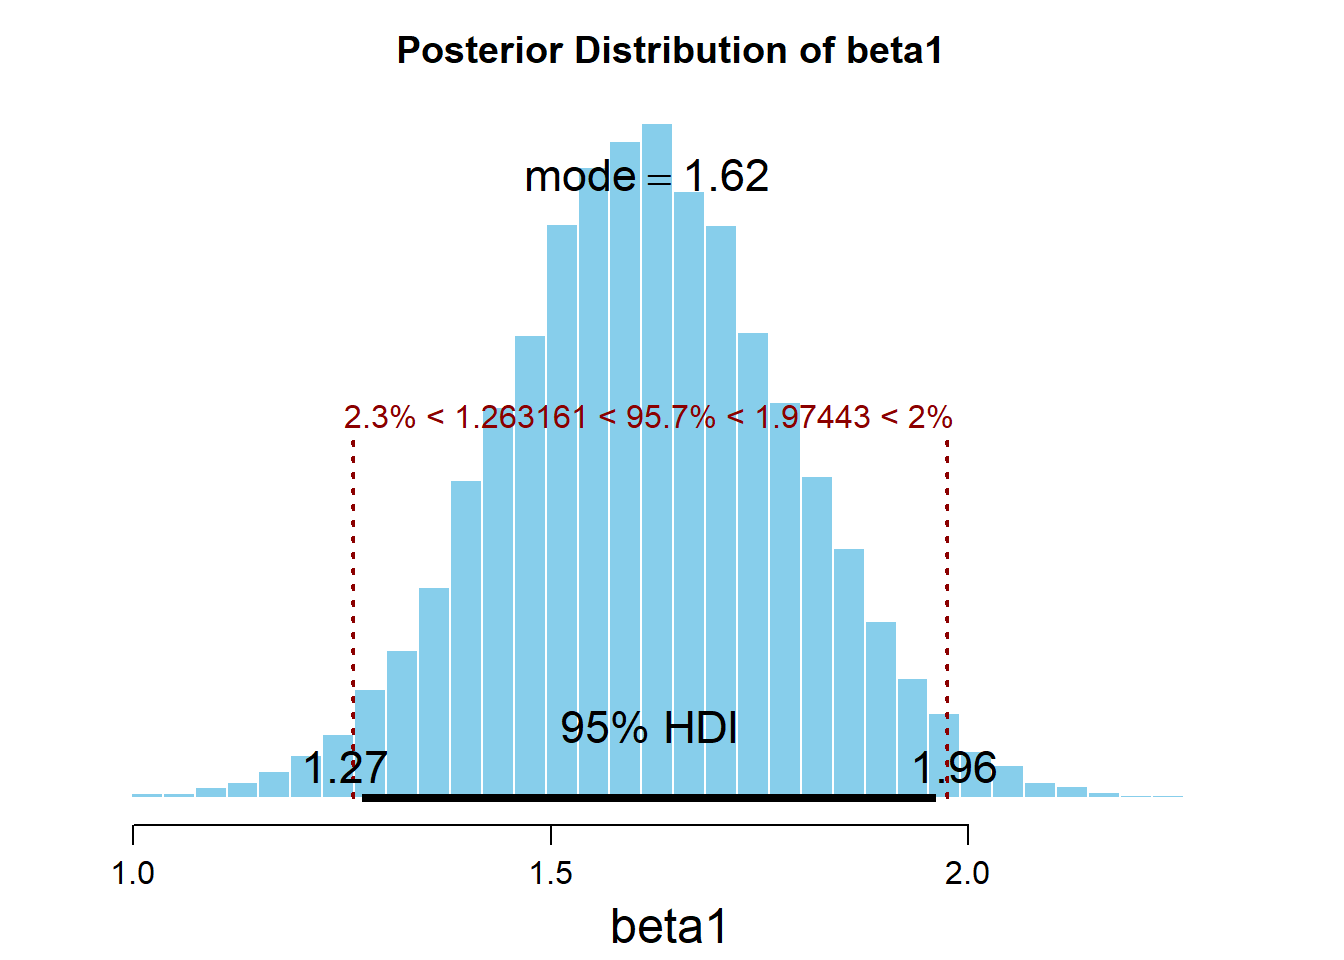 Posterior Distribution of beta1
mode = 1.62
2.3% < 1.263161 < 95.7% < 1.97443 < 2%
95% HDI
1.27 1.96
1.0 1.5 2.0
beta1